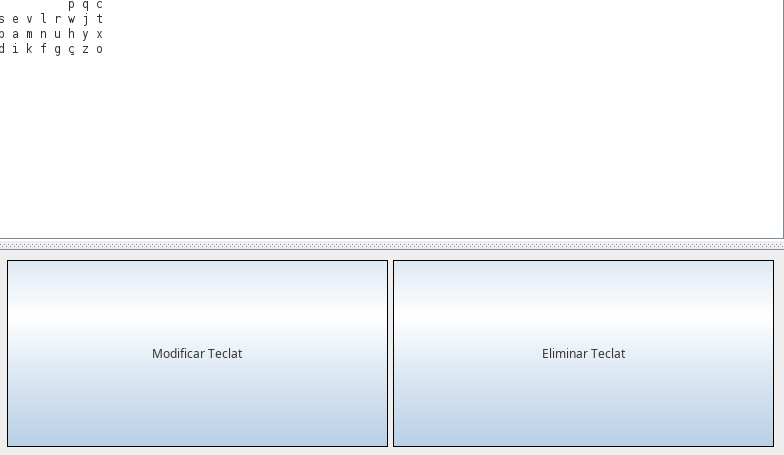 p q c
s e v l r w j t
b a m n u h y x
d i k f g ç z o
Modificar Teclat
Eliminar Teclat